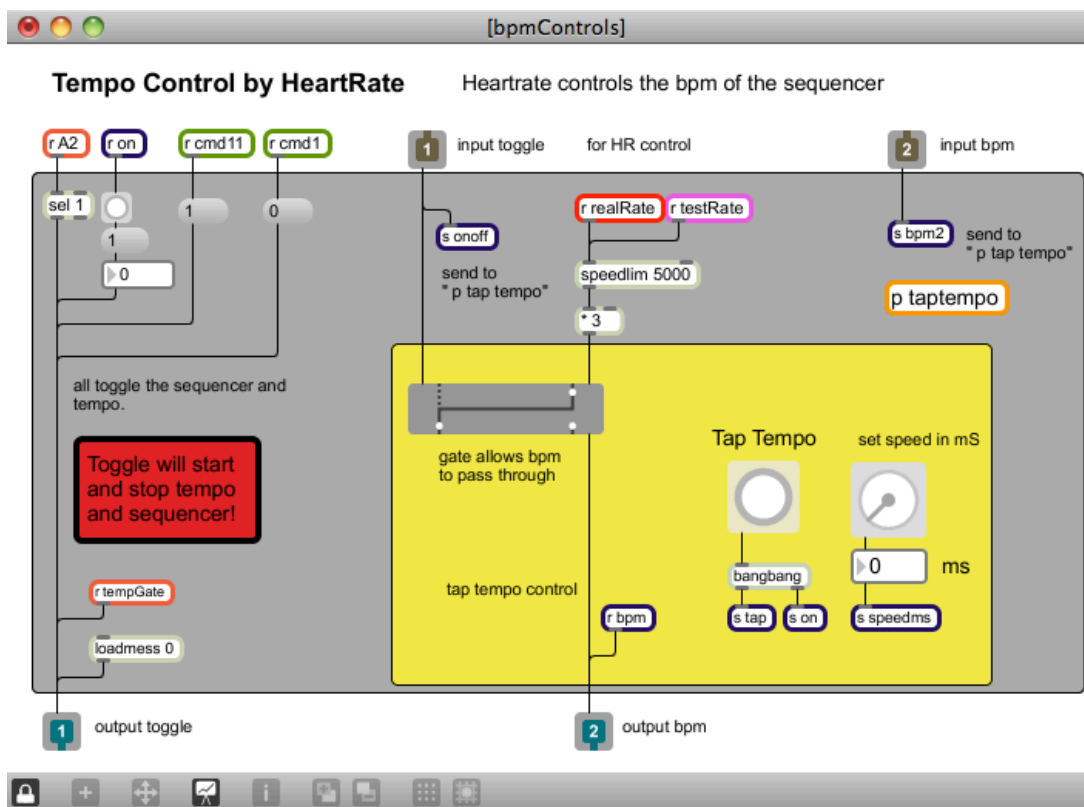 [bpmControls]
Tempo Control by HeartRate
Heartrate controls the bpm of the sequencer
r A2
r on
r cmd11
r cmd1
1
input toggle
for HR control
2
input bpm
sel 1
1
0
1
0
r realRate
r testRate
s onoff
send to
" p tap tempo"
s bpm2
send to
" p tap tempo"
speedlim 5000
p taptempo
* 3
all toggle the sequencer and
tempo.
Toggle will start
and stop tempo
and sequencer!
gate allows bpm
to pass through
Tap Tempo
set speed in mS
0
ms
bangbang
tap tempo control
r tempGate
r bpm
s tap
s on
s speedms
loadmess 0
1
output toggle
2
output bpm